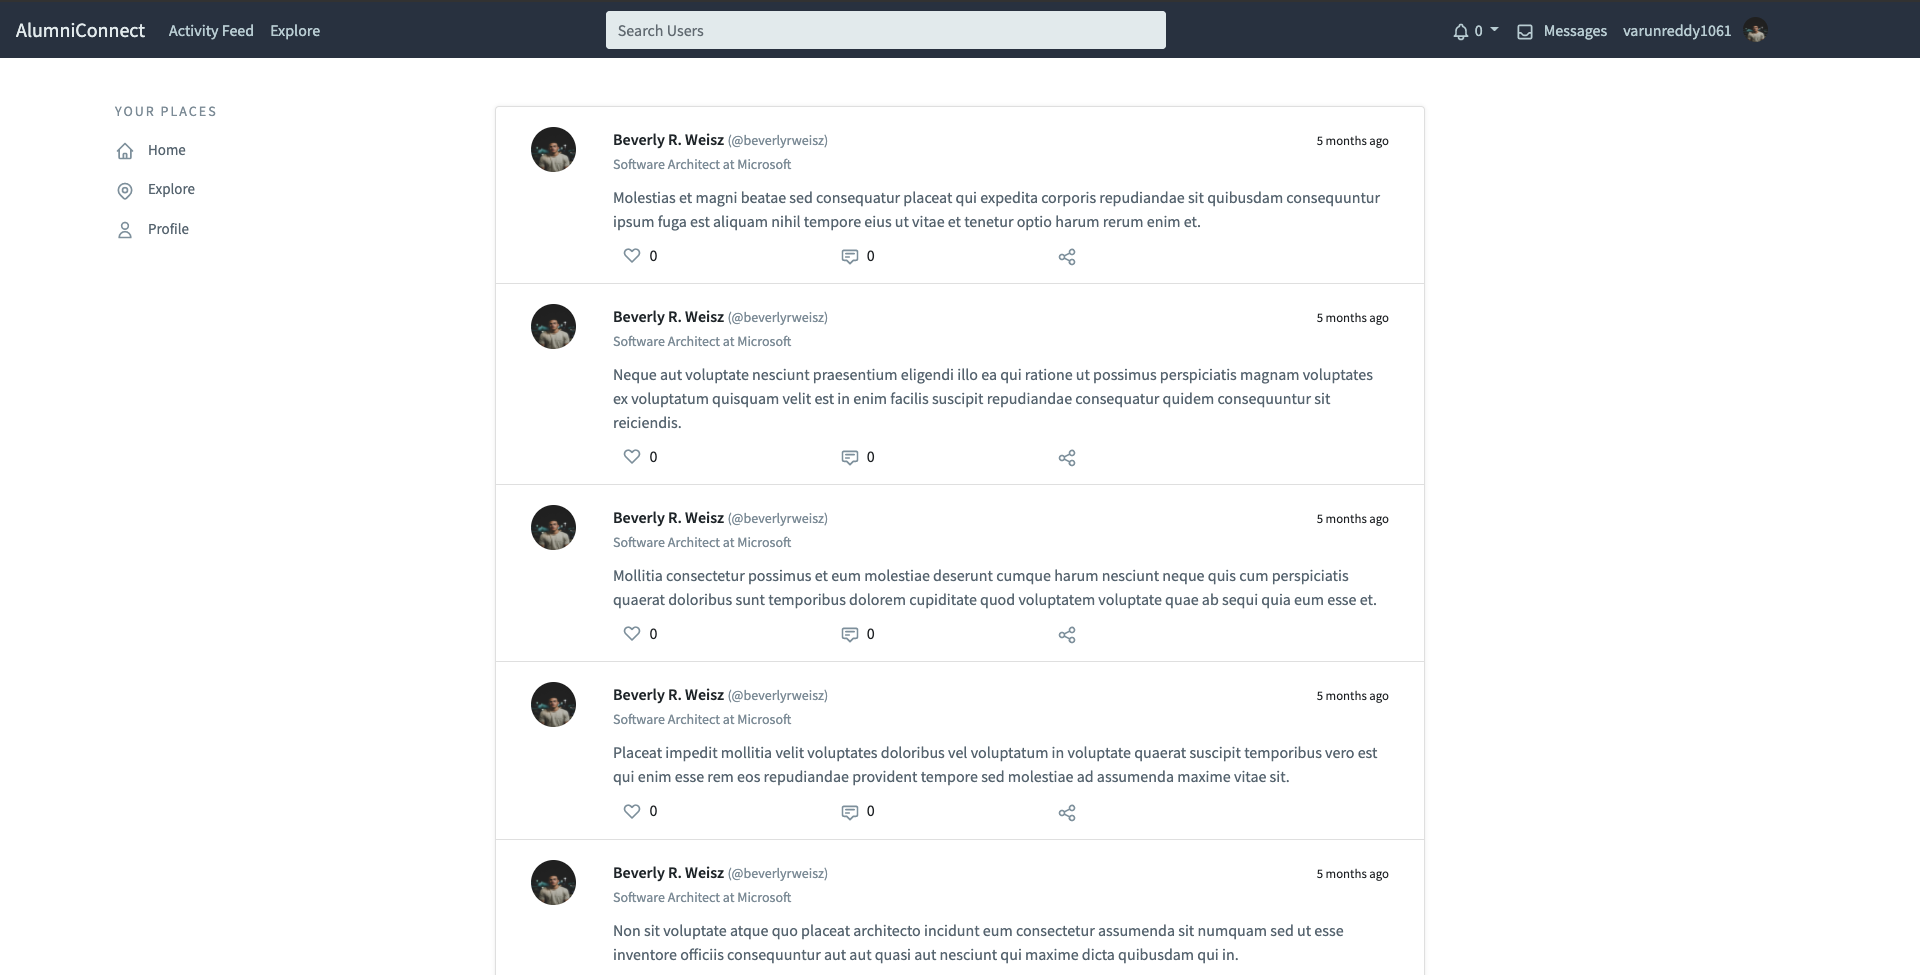 AlumniConnect Activity Feed Explore Search Users 0 Messages varunreddy1061
YOUR PLACES
Home
Explore
Profile
Beverly R. Weisz (@beverlyrweisz) 5 months ago
Software Architect at Microsoft
Molestias et magni beatae sed consequatur placeat qui expedita corporis repudiandae sit quibusdam consequuntur
ipsum fuga est aliquam nihil tempore eius ut vitae et tenetur optio harum rerum enim et.
0 0
Beverly R. Weisz (@beverlyrweisz) 5 months ago
Software Architect at Microsoft
Neque aut voluptate nesciunt praesentium eligendi illo ea qui ratione ut possimus perspiciatis magnam voluptates
ex voluptatum quisquam velit est in enim facilis suscipit repudiandae consequatur quidem consequuntur sit
reiciendis.
0 0
Beverly R. Weisz (@beverlyrweisz) 5 months ago
Software Architect at Microsoft
Mollitia consectetur possimus et eum molestiae deserunt cumque harum nesciunt neque quis cum perspiciatis
quaerat doloribus sunt temporibus dolorem cupiditate quod voluptatem voluptate quae ab sequi quia eum esse et.
0 0
Beverly R. Weisz (@beverlyrweisz) 5 months ago
Software Architect at Microsoft
Placeat impedit mollitia velit voluptates doloribus vel voluptatum in voluptate quaerat suscipit temporibus vero est
qui enim esse rem eos repudiandae provident tempore sed molestiae ad assumenda maxime vitae sit.
0 0
Beverly R. Weisz (@beverlyrweisz) 5 months ago
Software Architect at Microsoft
Non sit voluptate atque quo placeat architecto incidunt eum consectetur assumenda sit numquam sed ut esse
inventore officiis consequuntur aut aut quasi aut nesciunt qui maxime dicta quibusdam qui in.